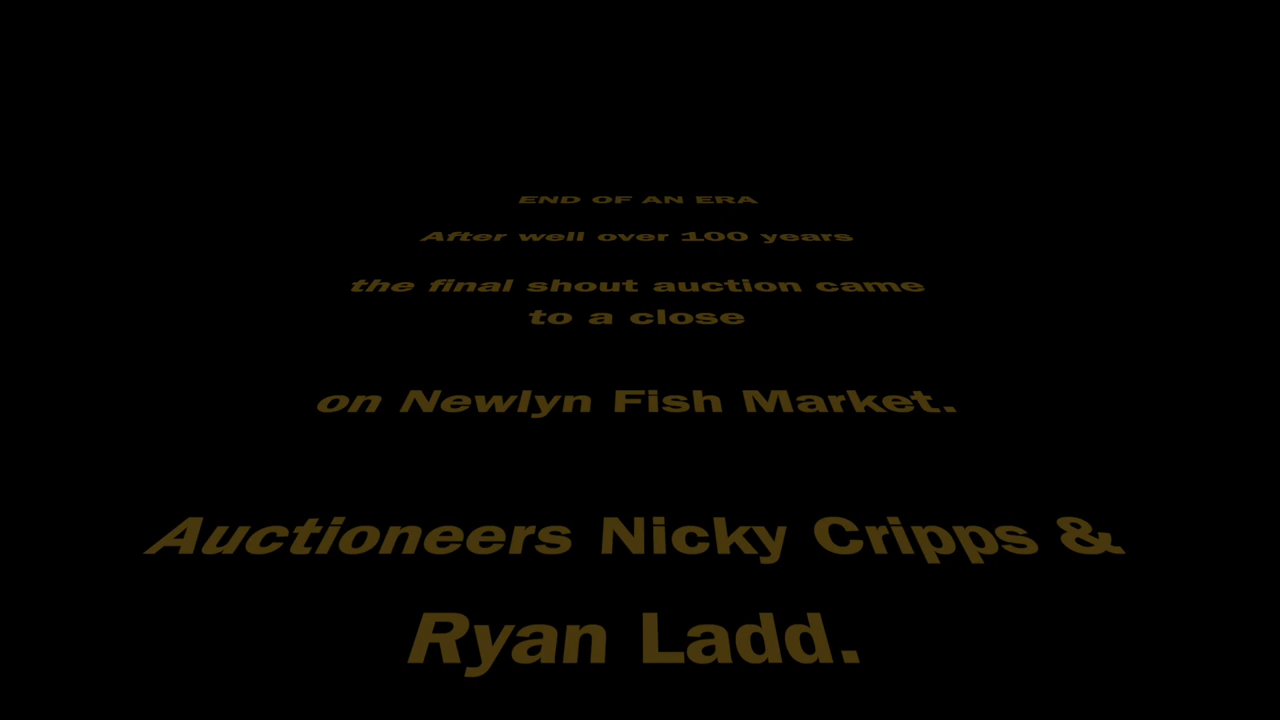 END OF AN ERA
After well over 100 years
the final shout auction came
to a close
on Newlyn Fish Market.
Auctioneers Nicky Cripps &
Ryan Ladd.